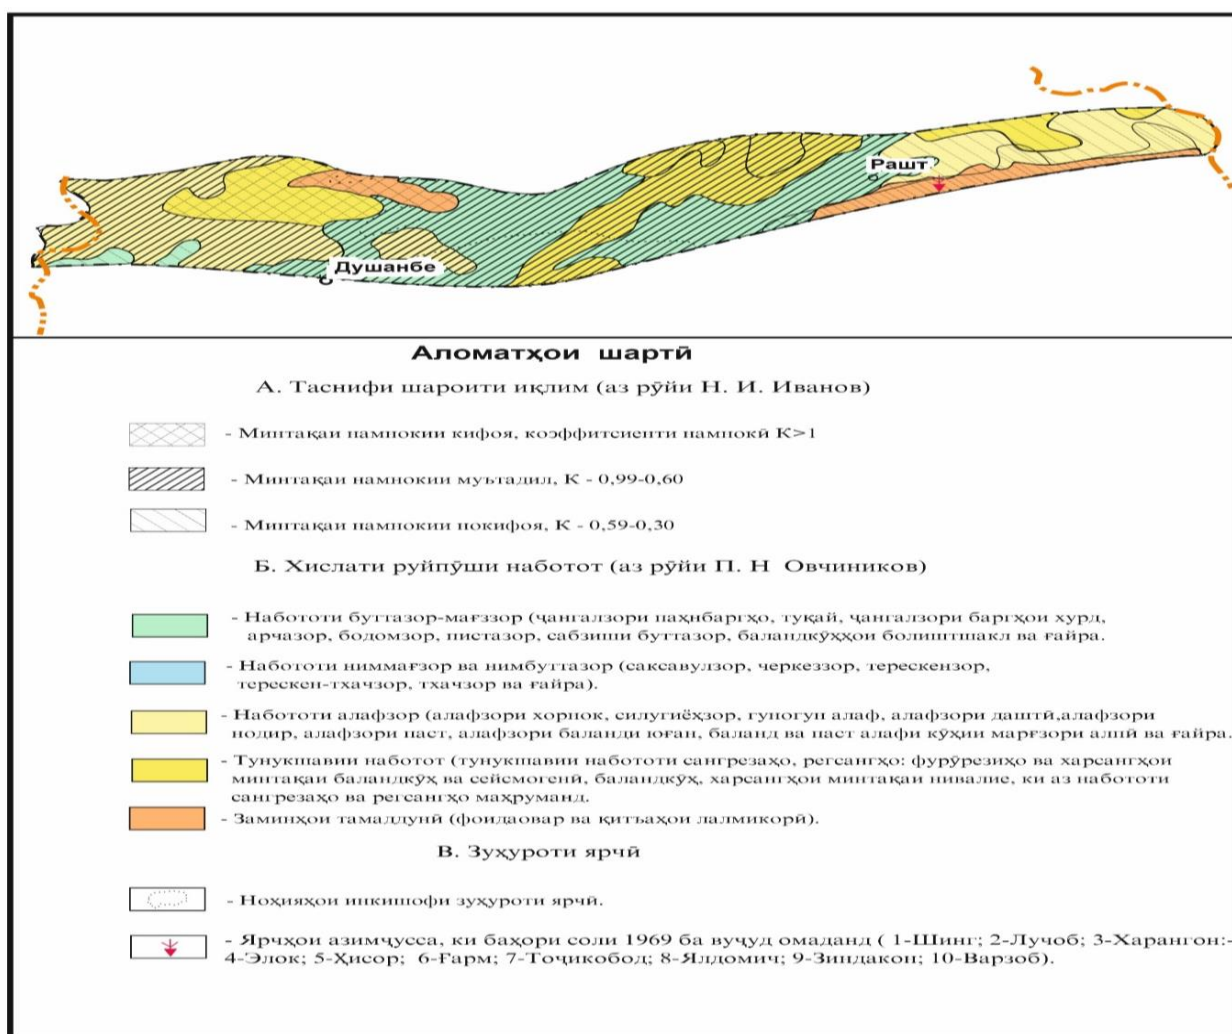 Рашт
Душанбе
Аломатҳои шартӣ
А. Таснифи шароити иқлим (аз рӯйи Н. И. Иванов)
- Минтақаи намнокии кифоя, коэффитсиенти намнокӣ К>1
- Минтақаи намнокии муътадил, К - 0,99-0,60
- Минтақаи намнокии нокифоя, К - 0,59-0,30
Б. Хислати руйпӯши наботот (аз рӯйи П. Н Овчиников)
- Набототи буттазор-мағззор (ҷангалзори паҳнбаргҳо, туқай, ҷангалзори баргҳои хурд,
арчазор, бодомзор, пистазор, сабзиши буттазор, баландкӯҳҳои болиштшакл ва ғайра.
- Набототи ниммағзор ва нимбуттазор (саксавулзор, черкеззор, терескензор,
терескен-тхачзор, тхачзор ва ғайра).
- Набототи алафзор (алафзори хорнок, силугиёҳзор, гуногун алаф, алафзори даштӣ,алафзори
нодир, алафзори паст, алафзори баланди юған, баланд ва паст алафи кӯҳии марғзори алпӣ ва ғайра.
- Тунукшавии наботот (тунукшавии набототи сангрезаҳо, регсангҳо: фурӯрезиҳо ва харсангҳои
минтақаи баландкӯҳ ва сейсмогенӣ, баландкӯҳ, харсангҳои минтақаи нивалие, ки аз набототи
сангрезаҳо ва регсангҳо маҳруманд.
- Заминҳои тамаддунӣ (фоидаовар ва қитъаҳои лалмикорӣ).
В. Зуҳуроти ярчӣ
- Ноҳияҳои инкишофи зуҳуроти ярчӣ.
- Ярчҳои азимҷусса, ки баҳори соли 1969 ба вуҷуд омаданд ( 1-Шинг; 2-Лучоб; 3-Харангон:-
4-Элок; 5-Ҳисор; 6-Ғарм; 7-Тоҷикобод; 8-Ялдомич; 9-Зиндакон; 10-Варзоб).